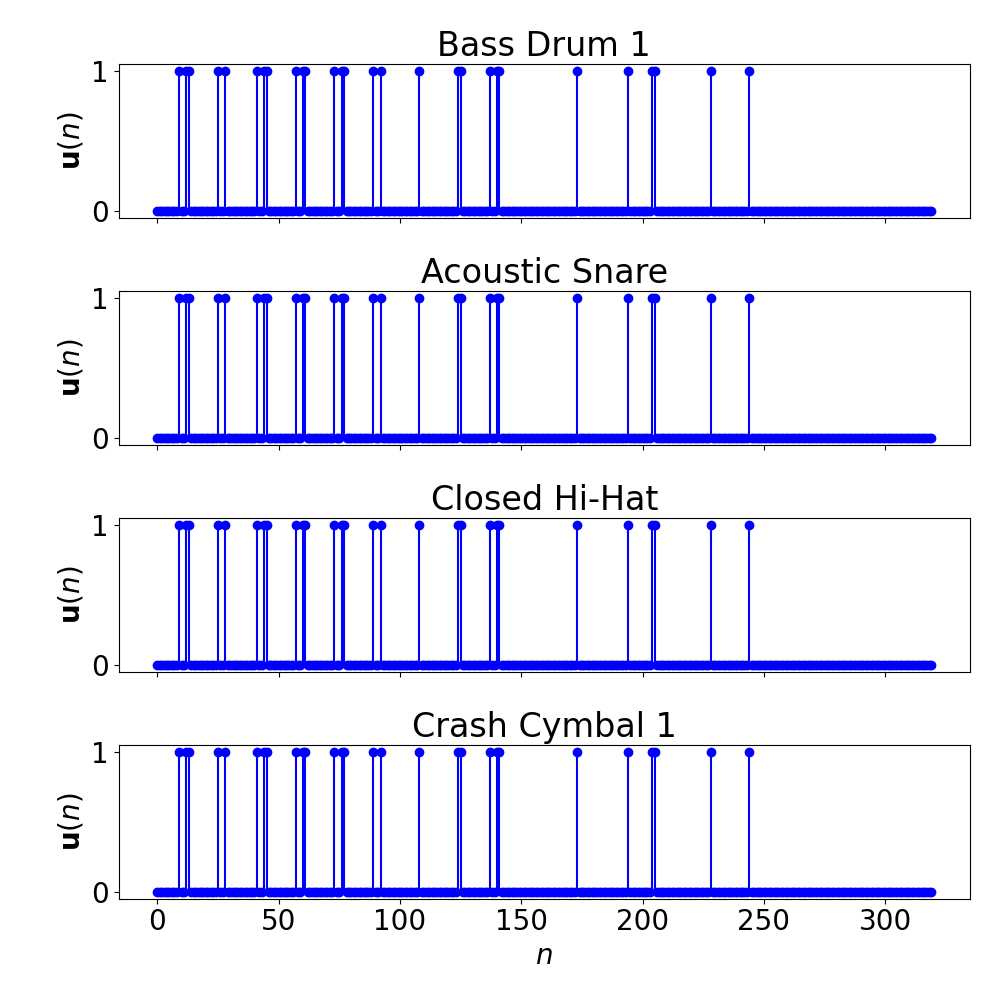 Bass Drum 1
1
u(n)
0
Acoustic Snare
1
u(n)
0
Closed Hi-Hat
1
u(n)
0
Crash Cymbal 1
1
u(n)
0
0 50 100 150 200 250 300
n